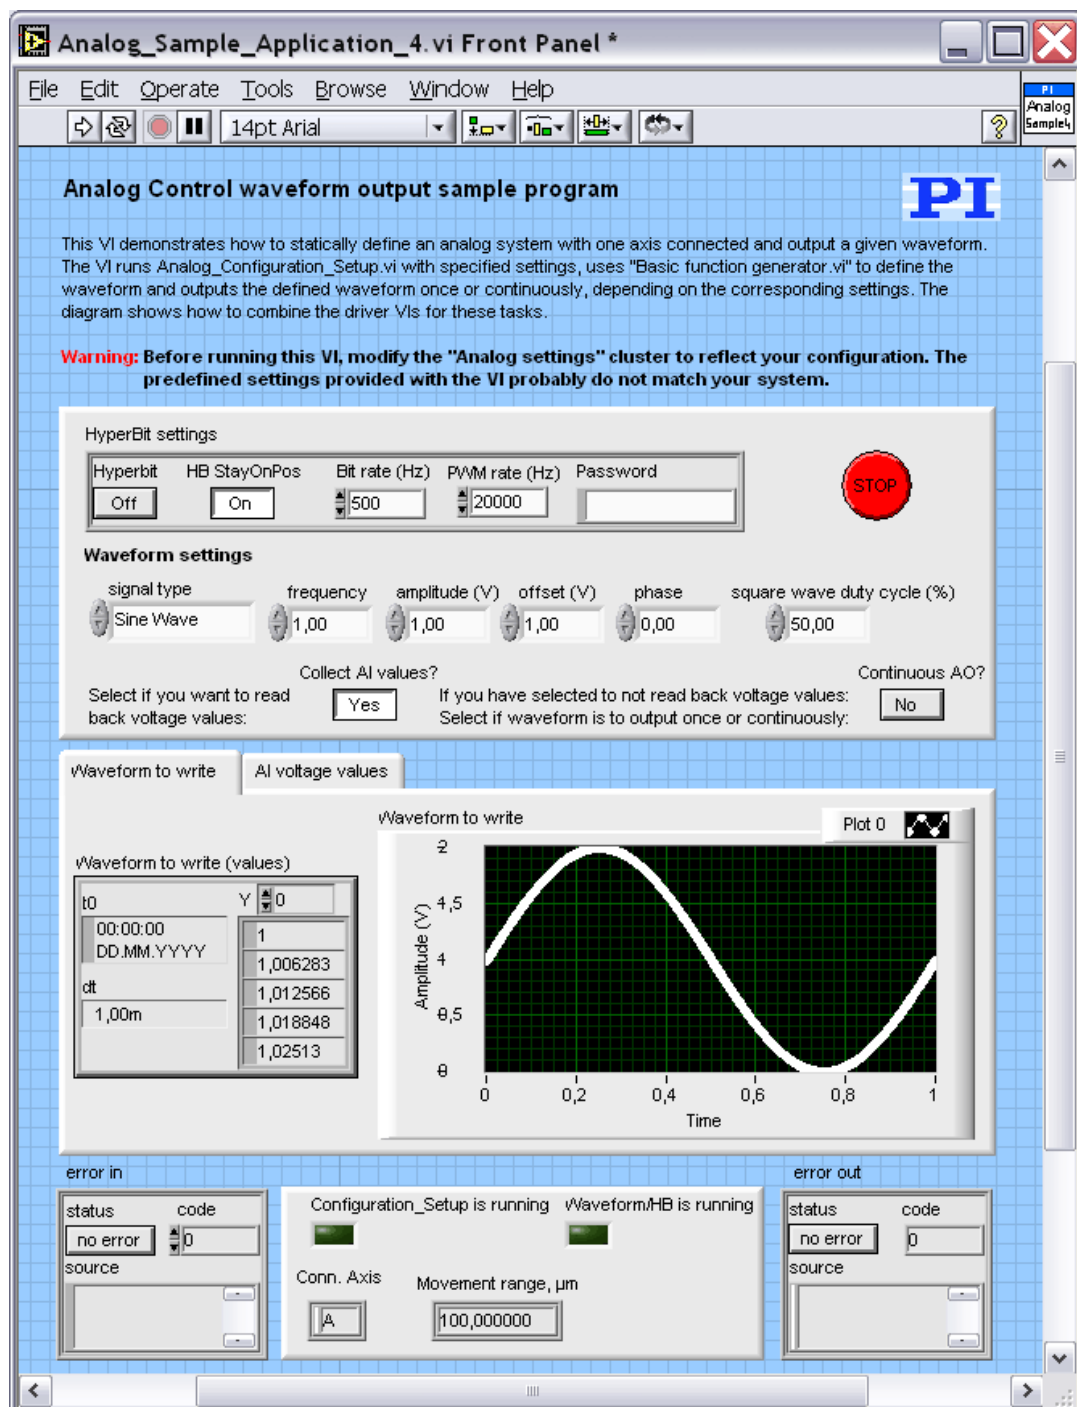 Analog_Sample_Application_4.vi Front Panel *
File Edit Operate Tools Browse Window Help
PI
Analog
Sample4
14pt Arial
?
Analog Control waveform output sample program
PI
This VI demonstrates how to statically define an analog system with one axis connected and output a given waveform.
The VI runs Analog_Configuration_Setup.vi with specified settings, uses "Basic function generator.vi" to define the
waveform and outputs the defined waveform once or continuously, depending on the corresponding settings. The
diagram shows how to combine the driver VIs for these tasks.
Warning: Before running this VI, modify the "Analog settings" cluster to reflect your configuration. The
predefined settings provided with the VI probably do not match your system.
HyperBit settings
Hyperbit HB StayOnPos Bit rate (Hz) PWM rate (Hz) Password
Off On 500 20000
STOP
Waveform settings
signal type frequency amplitude (V) offset (V) phase square wave duty cycle (%)
Sine Wave 1,00 1,00 1,00 0,00 50,00
Collect AI values? Continuous AO?
Select if you want to read
back voltage values:
Yes
If you have selected to not read back voltage values:
Select if waveform is to output once or continuously:
No
Waveform to write AI voltage values
Waveform to write (values)
t0
00:00:00
DD.MM.YYYY
dt
1,00m
Y 0
1
1,006283
1,012566
1,018848
1,02513
Waveform to write
Plot 0
Amplitude (V)
2
4,5
4
0,5
0
0 0,2 0,4 0,6 0,8 1
Time
error in
status code
no error 0
source
Configuration_Setup is running Waveform/HB is running
Conn. Axis Movement range, µm
A 100,000000
error out
status code
no error 0
source